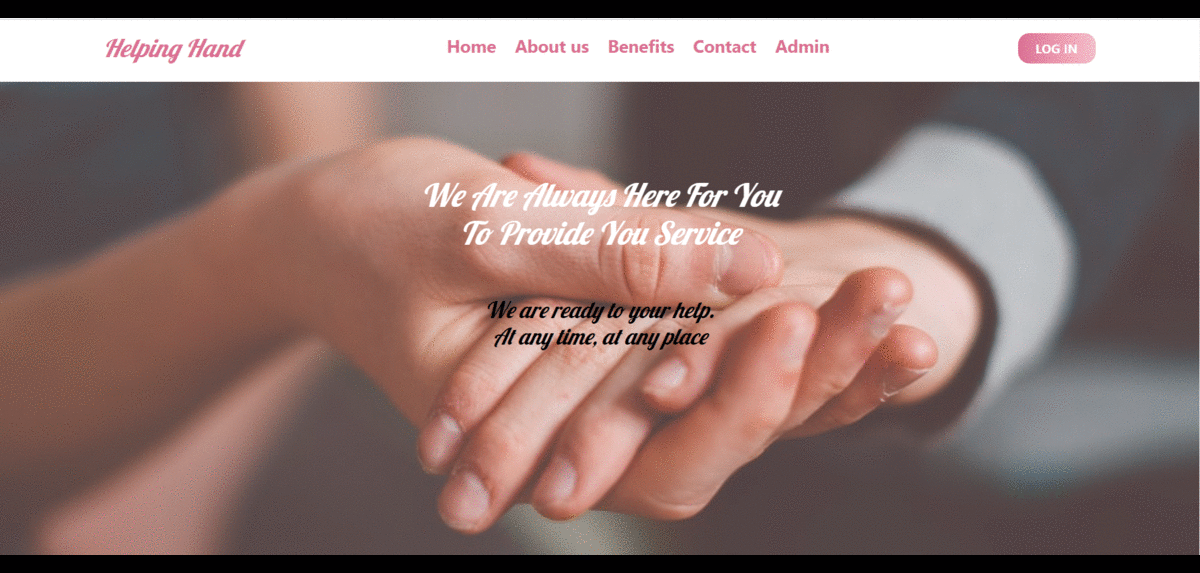 Helping Hand
Home About us Benefits Contact Admin
LOG IN
We Are Always Here For You
To Provide You Service
We are ready to your help.
At any time, at any place